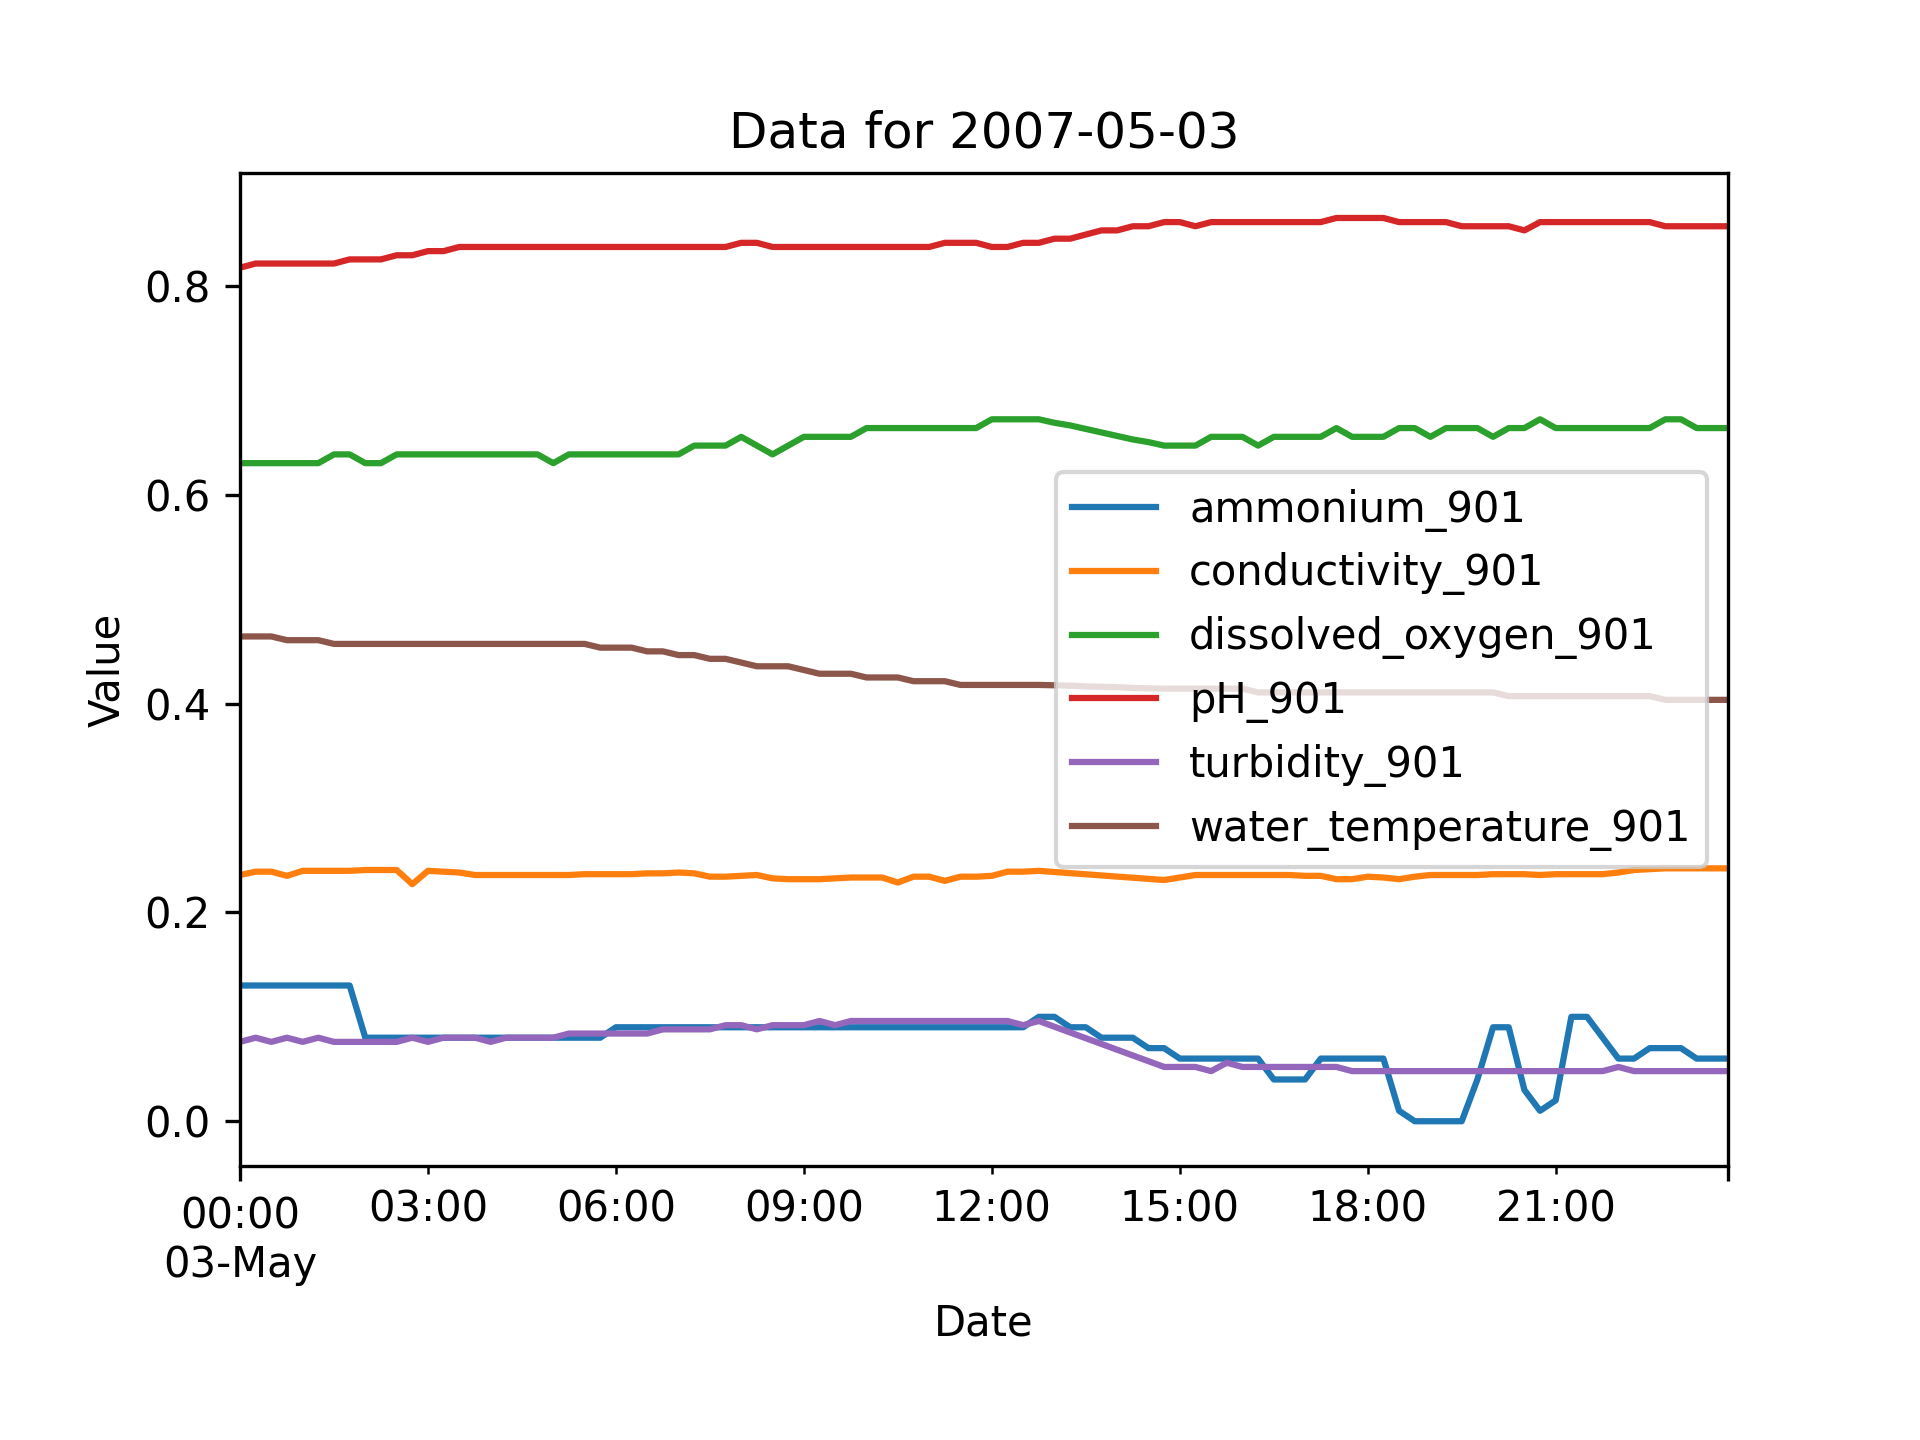 Data for 2007-05-03
0.8
0.6
0.4
0.2
0.0
Value
ammonium_901
conductivity_901
dissolved_oxygen_901
pH_901
turbidity_901
water_temperature_901
00:00 03:00 06:00 09:00 12:00 15:00 18:00 21:00
03-May
Date